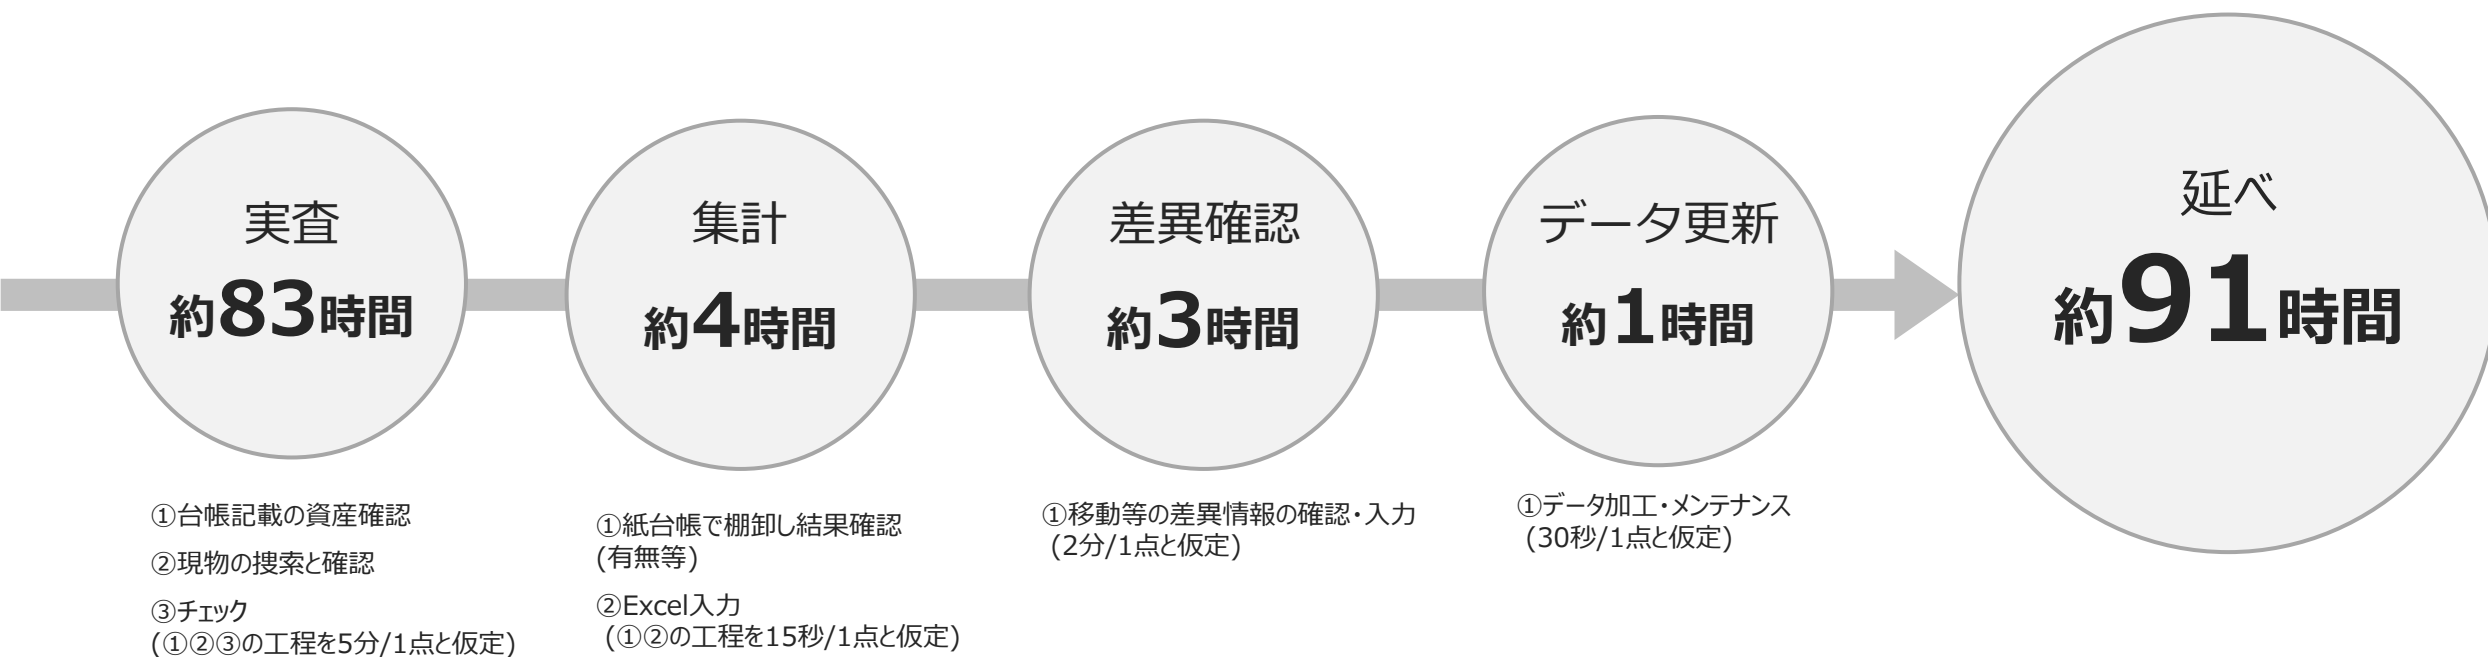 実査
約83時間
①台帳記載の資産確認
②現物の捜索と確認
③チェック
(①②③の工程を5分/1点と仮定)
集計
約4時間
①紙台帳で棚卸し結果確認
(有無等)
②Excel入力
(①②の工程を15秒/1点と仮定)
差異確認
約3時間
①移動等の差異情報の確認・入力
(2分/1点と仮定)
データ更新
約1時間
①データ加工・メンテナンス
(30秒/1点と仮定)
延べ
約91時間